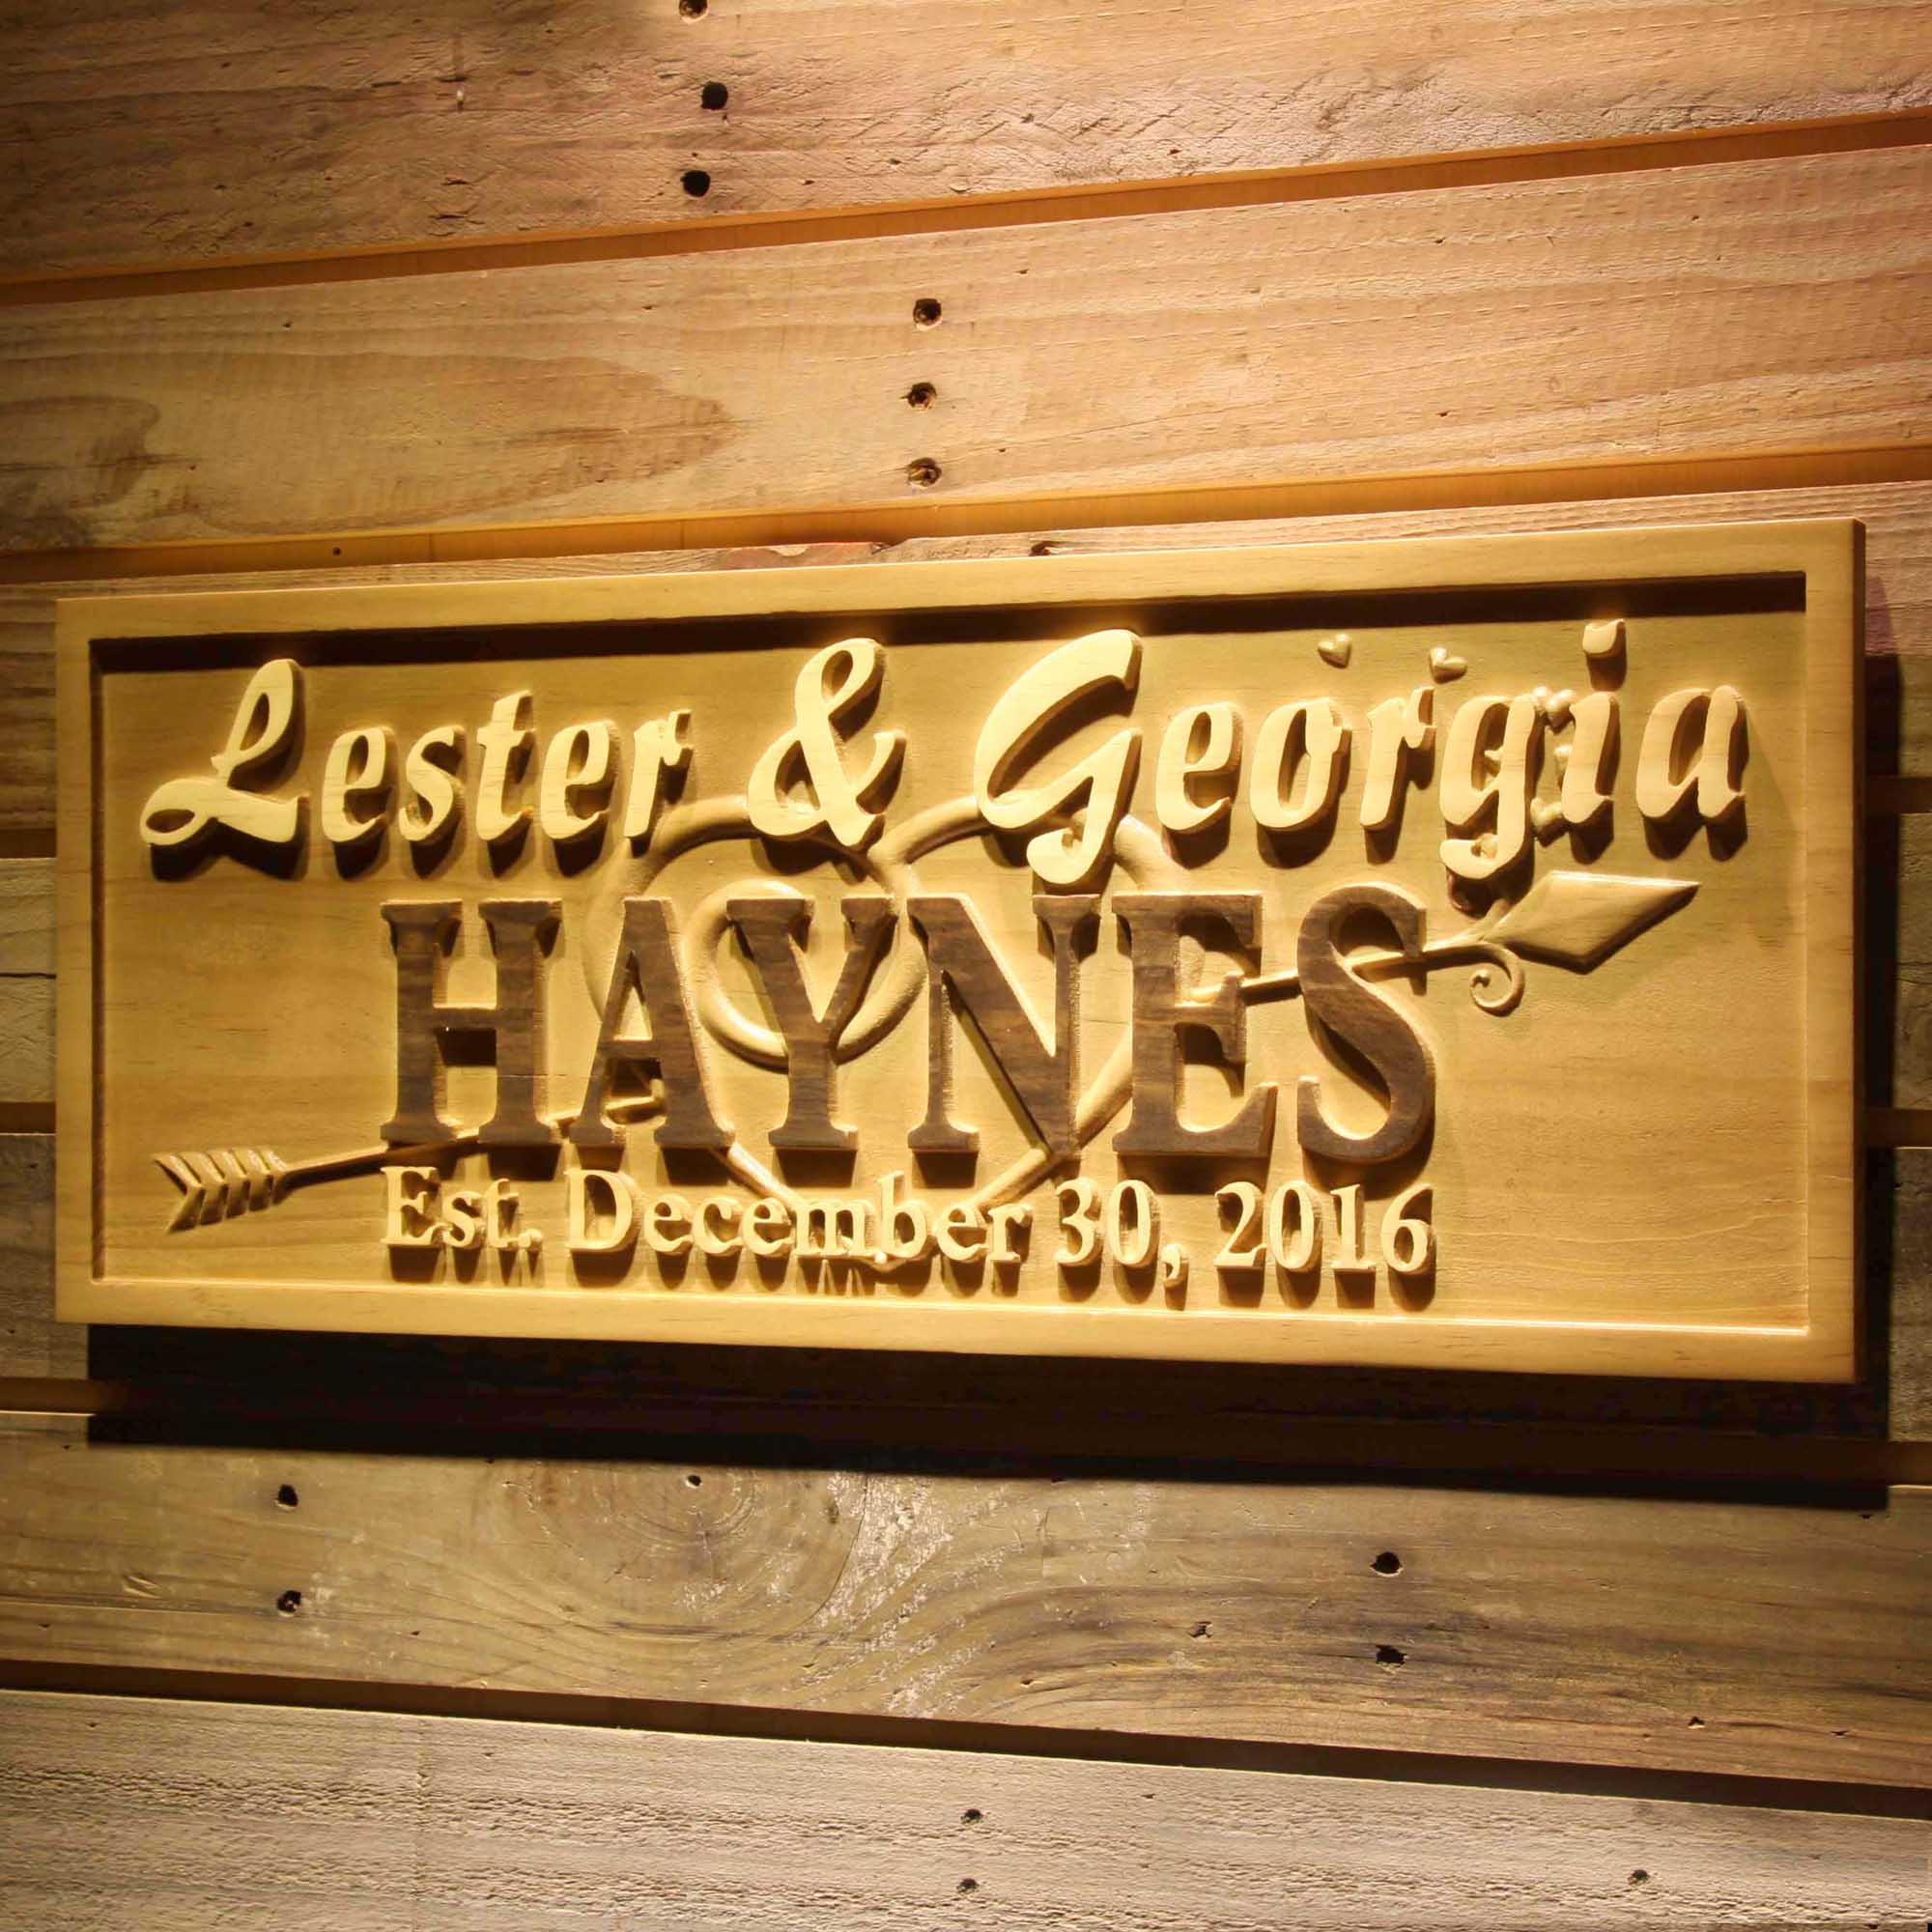 Lester & Georgia
HAYNES
Est. December 30, 2016